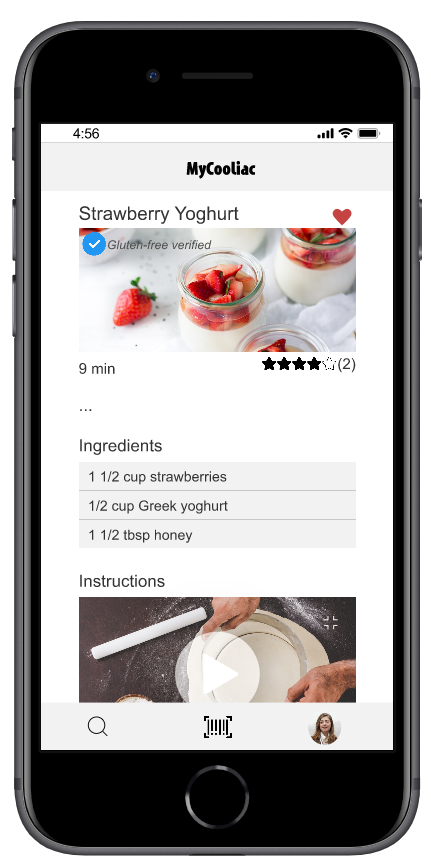 4:56
MyCooliac
Strawberry Yoghurt
Gluten-free verified
9 min
(2)
...
Ingredients
1 1/2 cup strawberries
1/2 cup Greek yoghurt
1 1/2 tbsp honey
Instructions